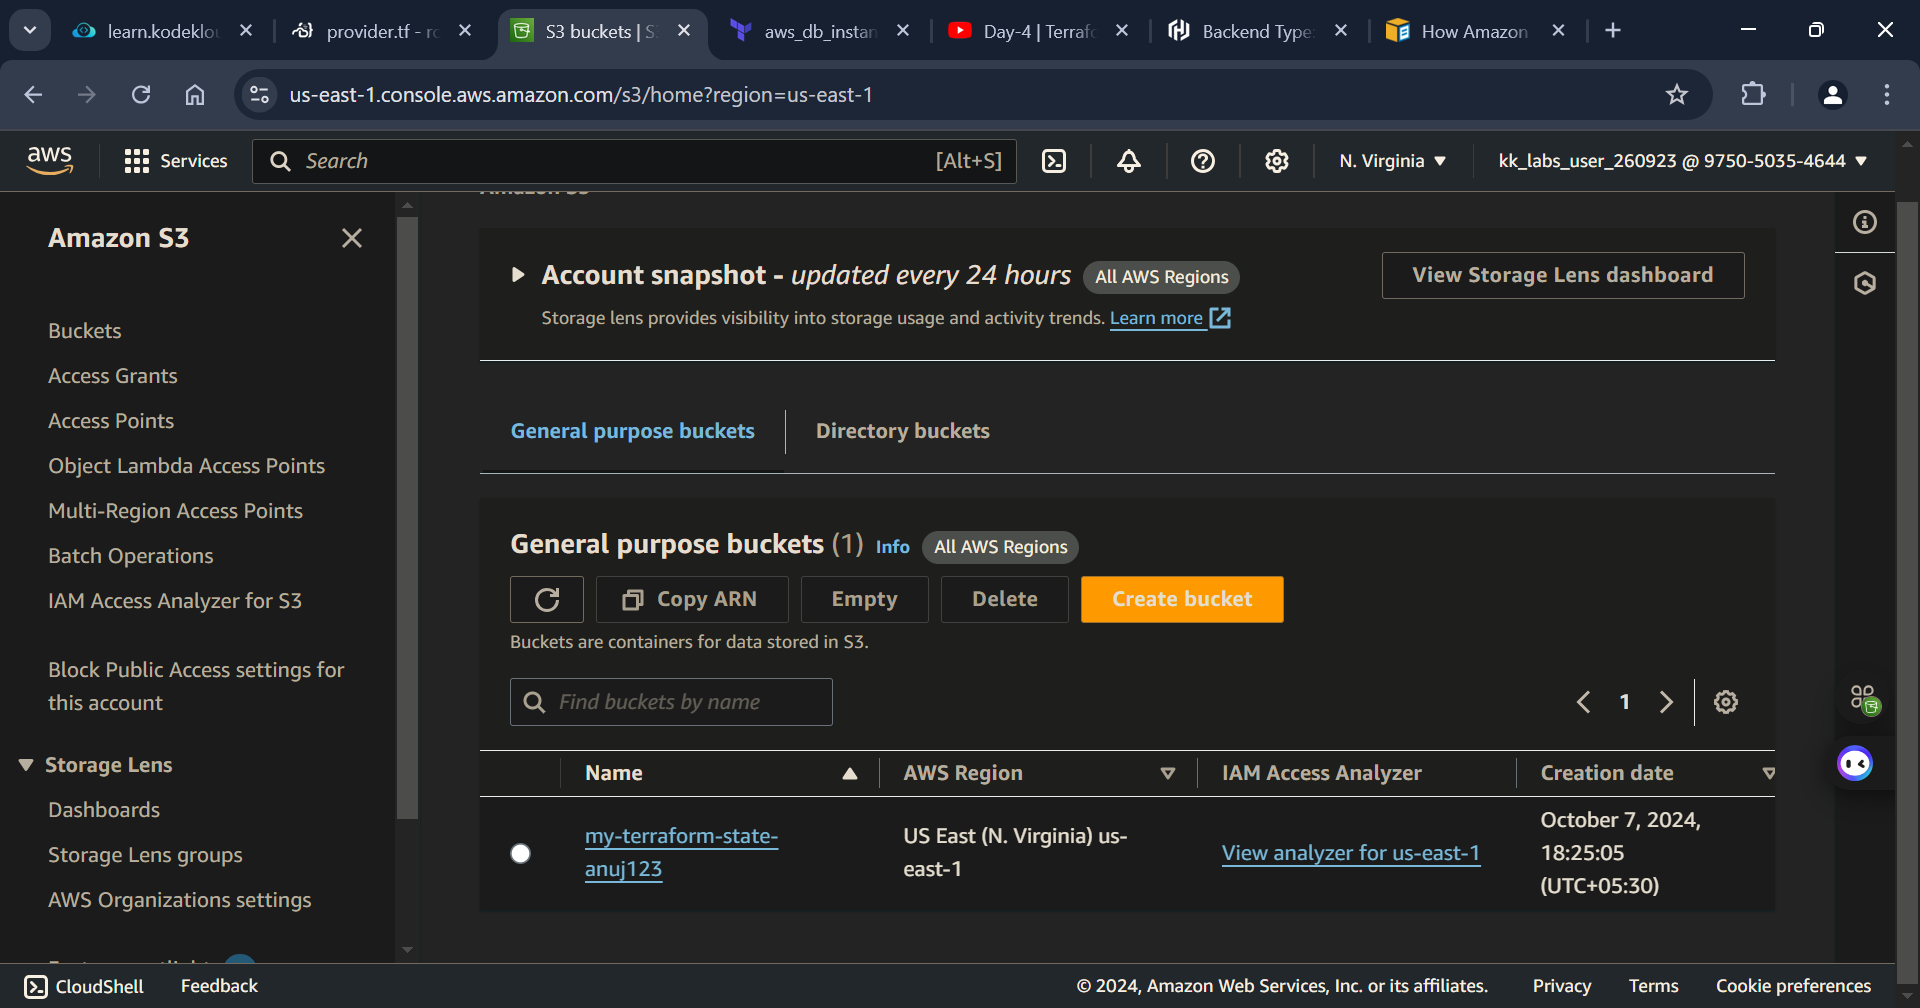 learn.kodeklou
provider.tf - ro
S3 buckets | S3
aws_db_instan
Day-4 | Terrafo
Backend Type:
How Amazon
us-east-1.console.aws.amazon.com/s3/home?region=us-east-1
aws
Services
Search
[Alt+S]
N. Virginia
kk_labs_user_260923 @ 9750-5035-4644
Amazon S3
Amazon S3
Buckets
Access Grants
Access Points
Object Lambda Access Points
Multi-Region Access Points
Batch Operations
IAM Access Analyzer for S3
Block Public Access settings for
this account
Storage Lens
Dashboards
Storage Lens groups
AWS Organizations settings
Account snapshot - updated every 24 hours
All AWS Regions
View Storage Lens dashboard
Storage lens provides visibility into storage usage and activity trends. Learn more
General purpose buckets
Directory buckets
General purpose buckets (1) Info
All AWS Regions
Copy ARN
Empty
Delete
Create bucket
Buckets are containers for data stored in S3.
Find buckets by name
1
Name
AWS Region
IAM Access Analyzer
Creation date
my-terraform-state-
anuj123
US East (N. Virginia) us-
east-1
View analyzer for us-east-1
October 7, 2024,
18:25:05
(UTC+05:30)
CloudShell
Feedback
© 2024, Amazon Web Services, Inc. or its affiliates.
Privacy
Terms
Cookie preferences